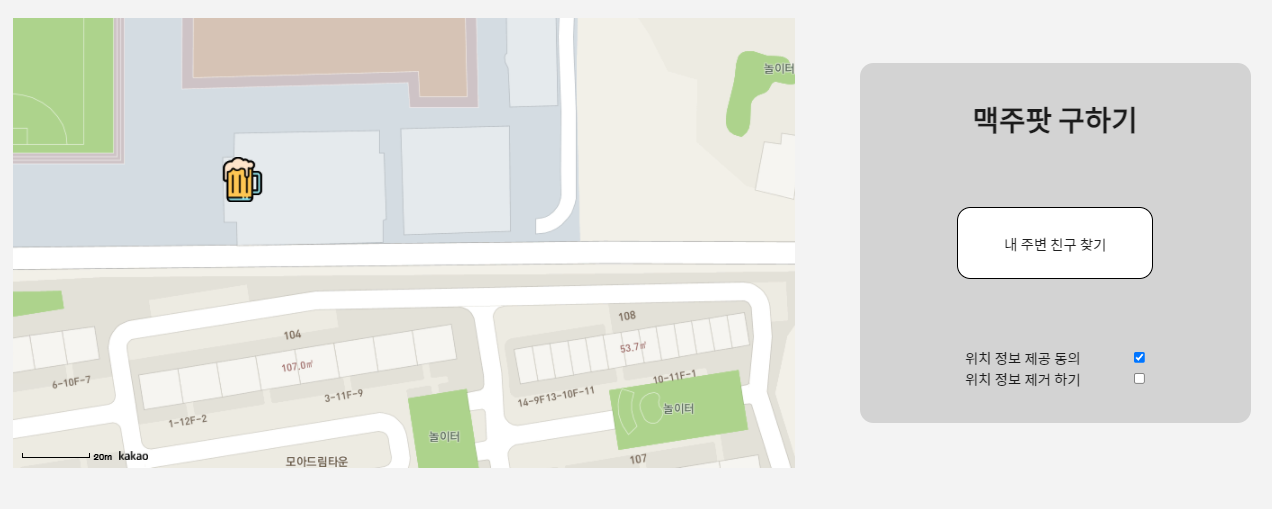 놀이터
104
107.0㎡
6-10F-7
1-12F-2
3-11F-9
108
53.7㎡
10-11F-1
14-9F 13-10F-11
놀이터
놀이터
모아드림타운
107
20m kakao
맥주팟 구하기
내 주변 친구 찾기
위치 정보 제공 동의
위치 정보 제거 하기